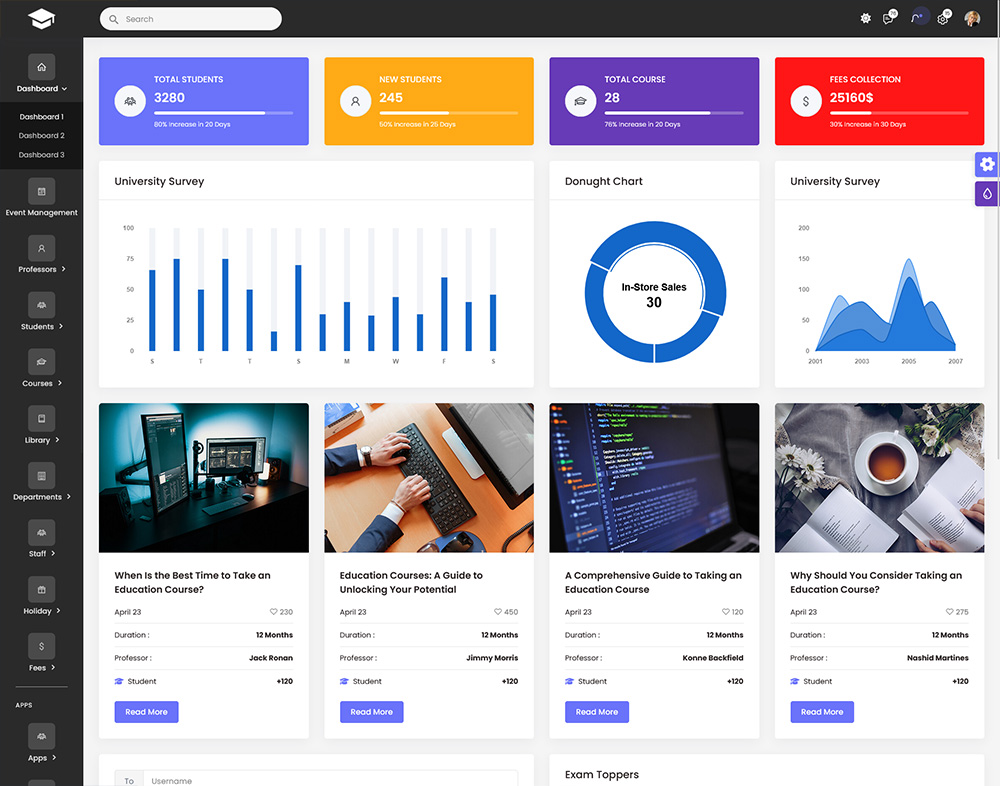 Search
Dashboard
Dashboard 1
Dashboard 2
Dashboard 3
Event Management
Professors
Students
Courses
Library
Departments
Staff
Holiday
Fees
APPS
Apps
TOTAL STUDENTS
3280
80% Increase in 20 Days
NEW STUDENTS
245
50% Increase in 25 Days
TOTAL COURSE
28
76% Increase in 20 Days
FEES COLLECTION
25160$
30% Increase in 30 Days
University Survey
100
75
50
25
0
S T T S M W F S
Donught Chart
In-Store Sales
30
University Survey
200
150
100
50
0
2001 2003 2005 2007
When Is the Best Time to Take an
Education Course?
April 23 230
Duration : 12 Months
Professor : Jack Ronan
Student +120
Read More
Education Courses: A Guide to
Unlocking Your Potential
April 23 450
Duration : 12 Months
Professor : Jimmy Morris
Student +120
Read More
A Comprehensive Guide to Taking an
Education Course
April 23 120
Duration : 12 Months
Professor : Konne Backfield
Student +120
Read More
Why Should You Consider Taking an
Education Course?
April 23 275
Duration : 12 Months
Professor : Nashid Martines
Student +120
Read More
To Username
Exam Toppers